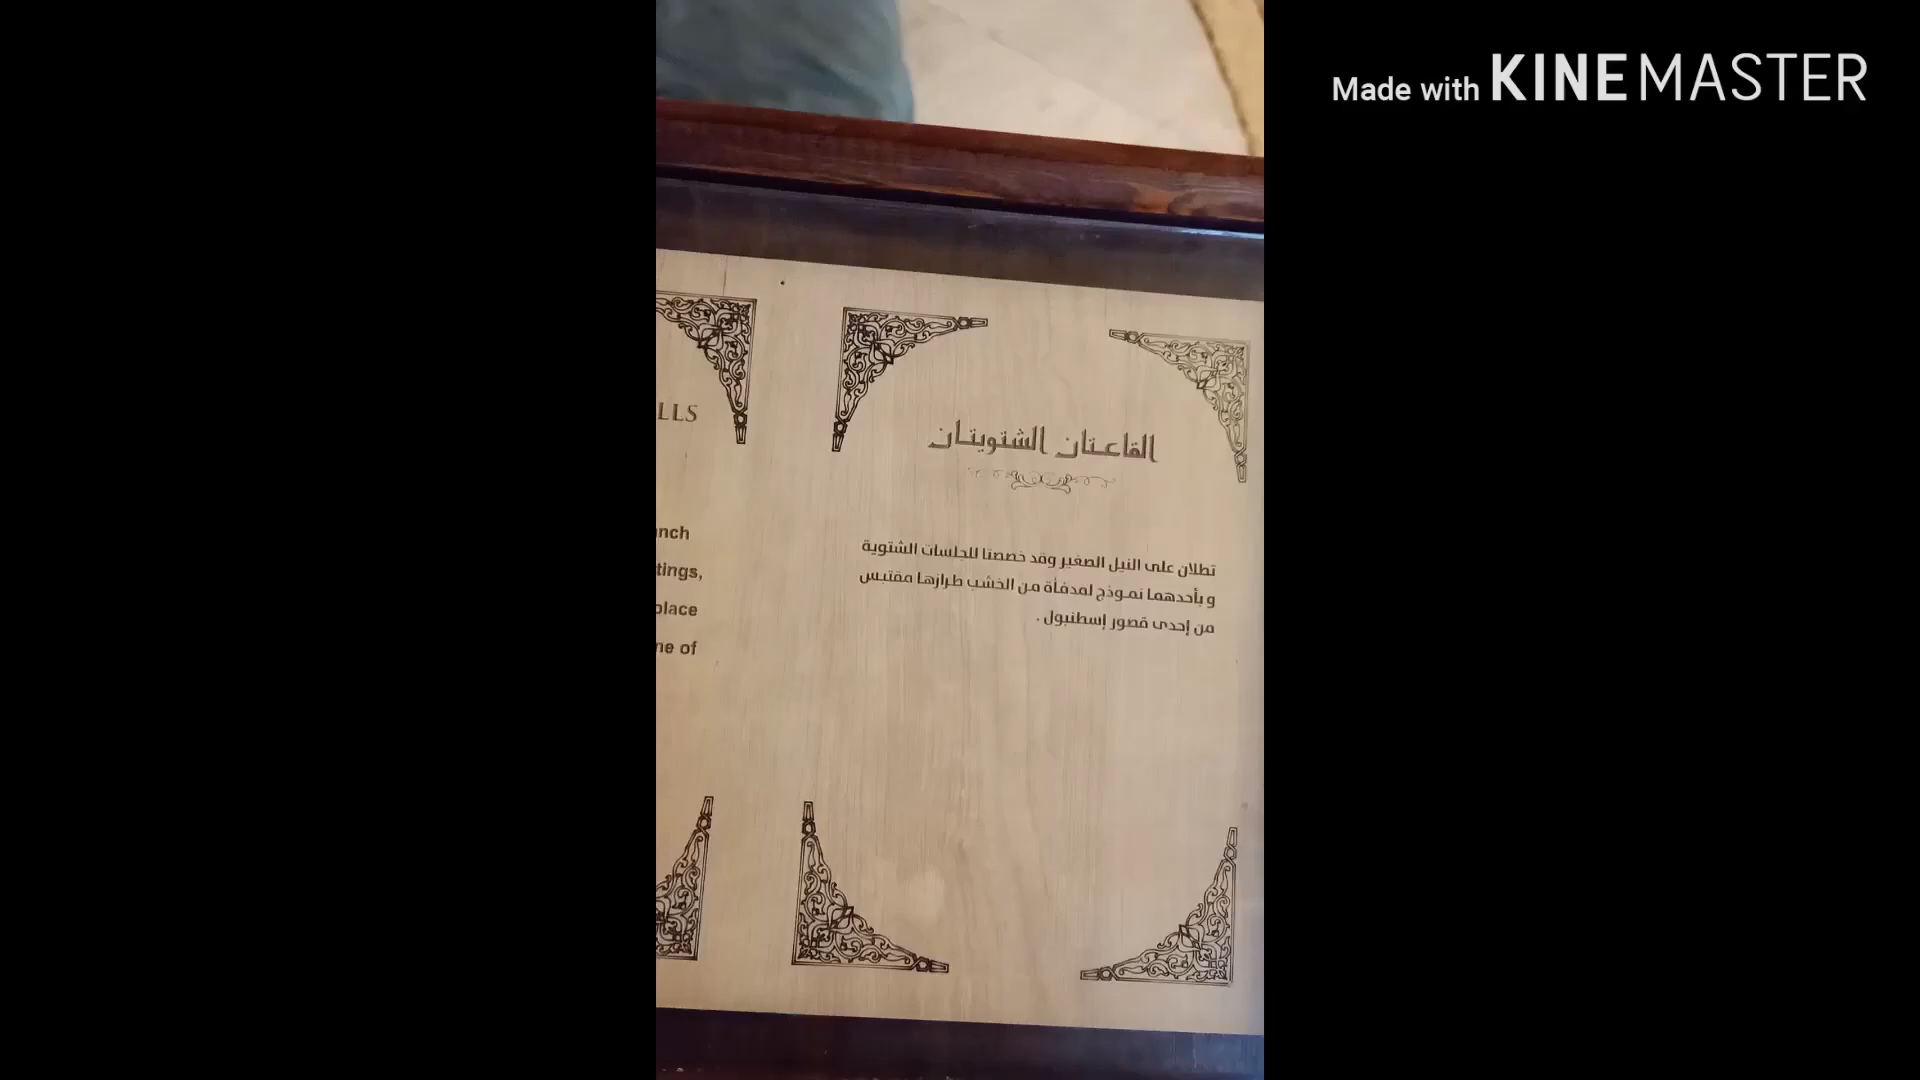 Made with KINEMASTER
LLS
nch
tings,
place
ne of
القاعتان الشتويتان
تطلان على النيل الصغير وقد خصصتا للجلسات الشتوية
و بأحدهما نموذج لمدفأة من الخشب طرازها مقتبس
من إحدى قصور إسطنبول .